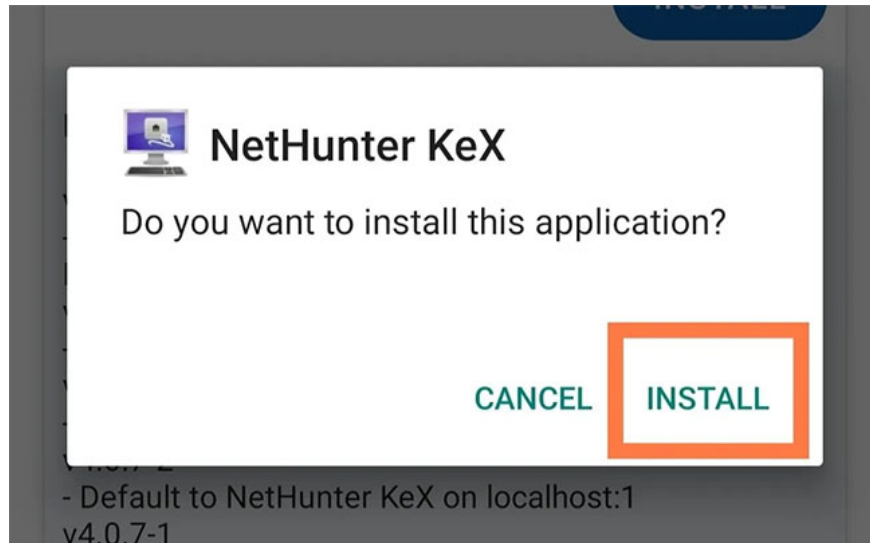 INSTALL
NetHunter KeX
Do you want to install this application?
CANCEL INSTALL
- Default to NetHunter KeX on localhost:1
v4.0.7-1